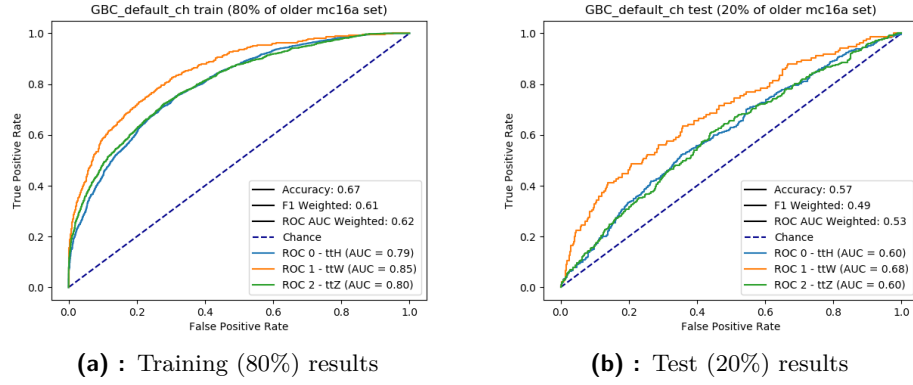 GBC_default_ch train (80% of older mc16a set)
1.0
0.8
0.6
0.4
0.2
0.0
True Positive Rate
Accuracy: 0.67
F1 Weighted: 0.61
ROC AUC Weighted: 0.62
Chance
ROC 0 - ttH (AUC = 0.79)
ROC 1 - ttW (AUC = 0.85)
ROC 2 - ttZ (AUC = 0.80)
0.0 0.2 0.4 0.6 0.8 1.0
False Positive Rate
(a) : Training (80%) results
GBC_default_ch test (20% of older mc16a set)
1.0
0.8
0.6
0.4
0.2
0.0
True Positive Rate
Accuracy: 0.57
F1 Weighted: 0.49
ROC AUC Weighted: 0.53
Chance
ROC 0 - ttH (AUC = 0.60)
ROC 1 - ttW (AUC = 0.68)
ROC 2 - ttZ (AUC = 0.60)
0.0 0.2 0.4 0.6 0.8 1.0
False Positive Rate
(b) : Test (20%) results